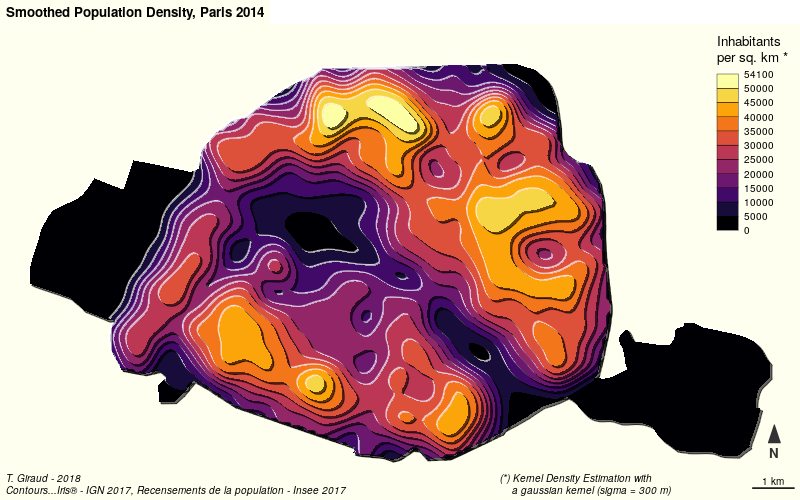 Smoothed Population Density, Paris 2014
Inhabitants
per sq. km *
54100
50000
45000
40000
35000
30000
25000
20000
15000
10000
5000
0
N
T. Giraud - 2018
Contours...Iris® - IGN 2017, Recensements de la population - Insee 2017
(*) Kernel Density Estimation with
a gaussian kernel (sigma = 300 m)
1 km